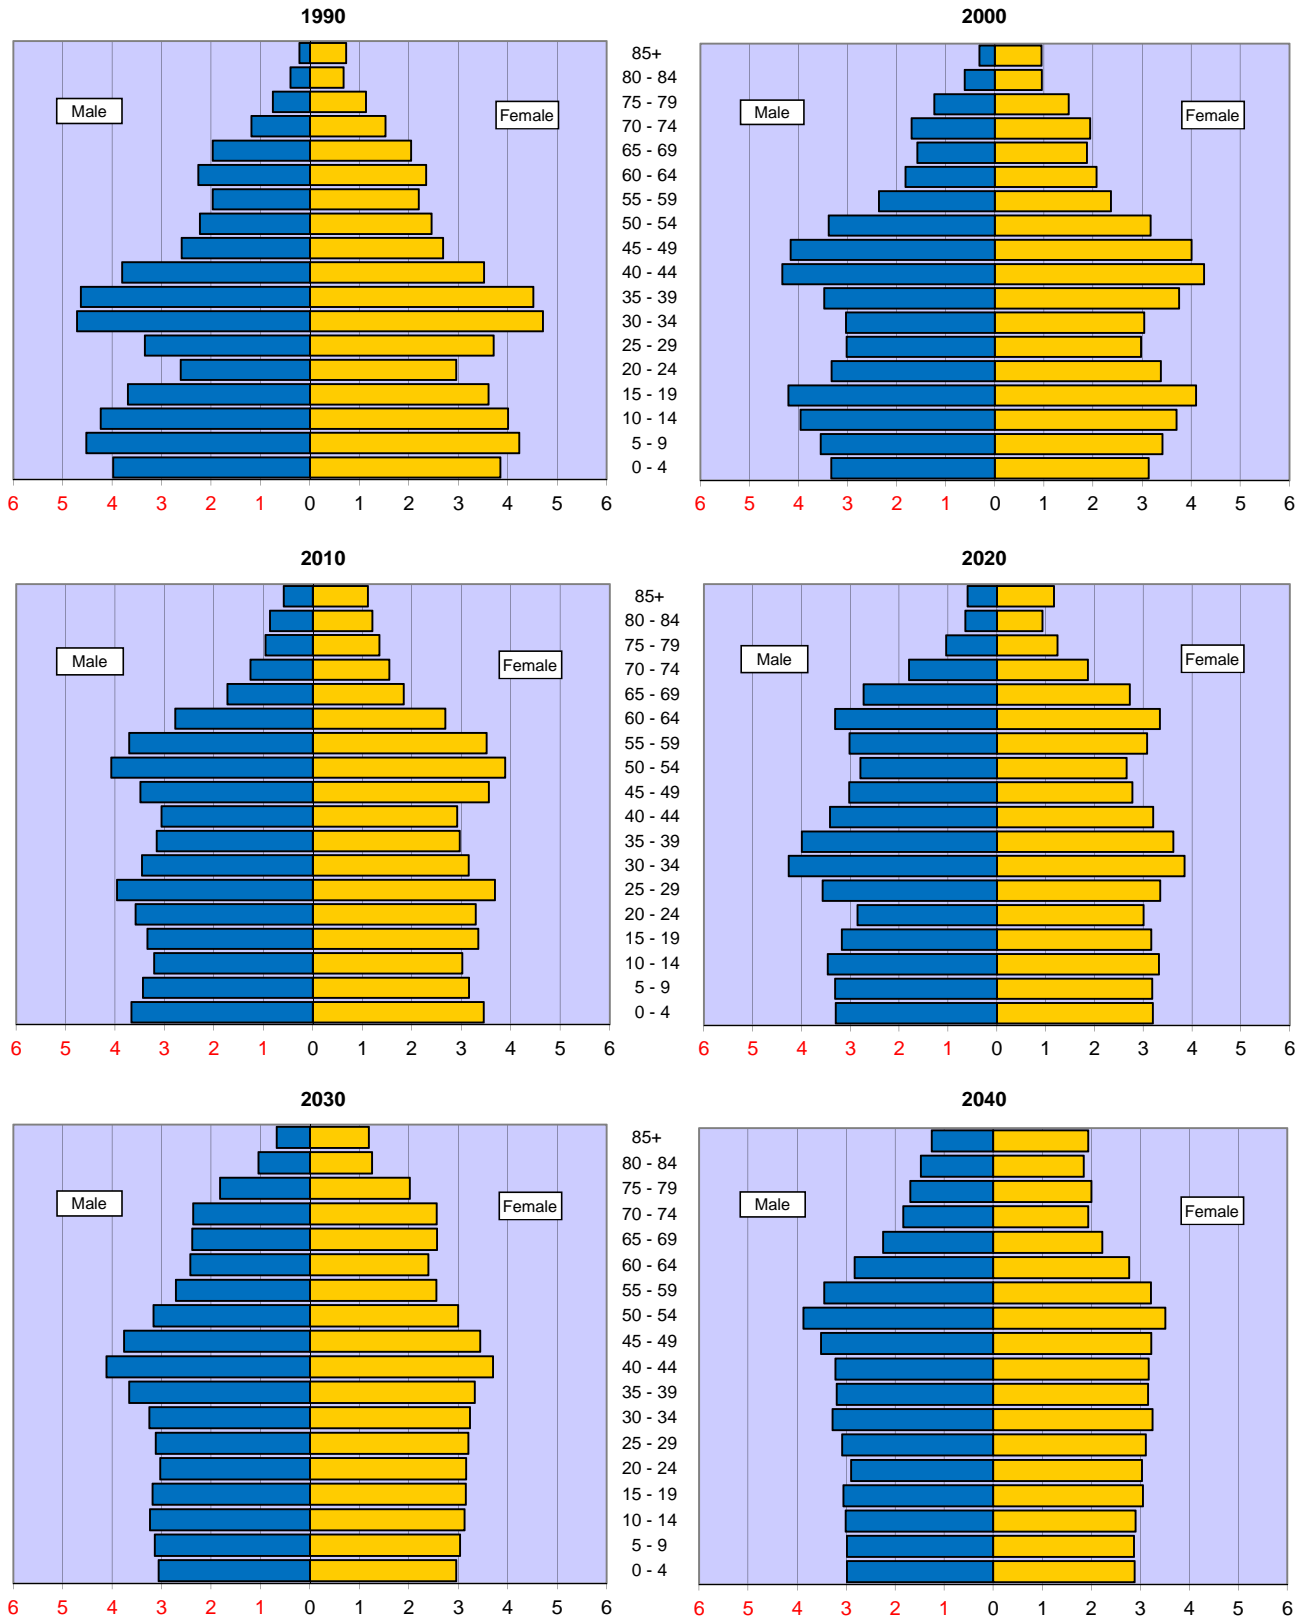 1990
2000
85+
80 - 84
75 - 79
70 - 74
65 - 69
60 - 64
55 - 59
50 - 54
45 - 49
40 - 44
35 - 39
30 - 34
25 - 29
20 - 24
15 - 19
10 - 14
5 - 9
0 - 4
Male
Female
Male
Female
6 5 4 3 2 1 0 1 2 3 4 5 6
6 5 4 3 2 1 0 1 2 3 4 5 6
2010
2020
85+
80 - 84
75 - 79
70 - 74
65 - 69
60 - 64
55 - 59
50 - 54
45 - 49
40 - 44
35 - 39
30 - 34
25 - 29
20 - 24
15 - 19
10 - 14
5 - 9
0 - 4
Male
Female
Male
Female
6 5 4 3 2 1 0 1 2 3 4 5 6
6 5 4 3 2 1 0 1 2 3 4 5 6
2030
2040
85+
80 - 84
75 - 79
70 - 74
65 - 69
60 - 64
55 - 59
50 - 54
45 - 49
40 - 44
35 - 39
30 - 34
25 - 29
20 - 24
15 - 19
10 - 14
5 - 9
0 - 4
Male
Female
Male
Female
6 5 4 3 2 1 0 1 2 3 4 5 6
6 5 4 3 2 1 0 1 2 3 4 5 6